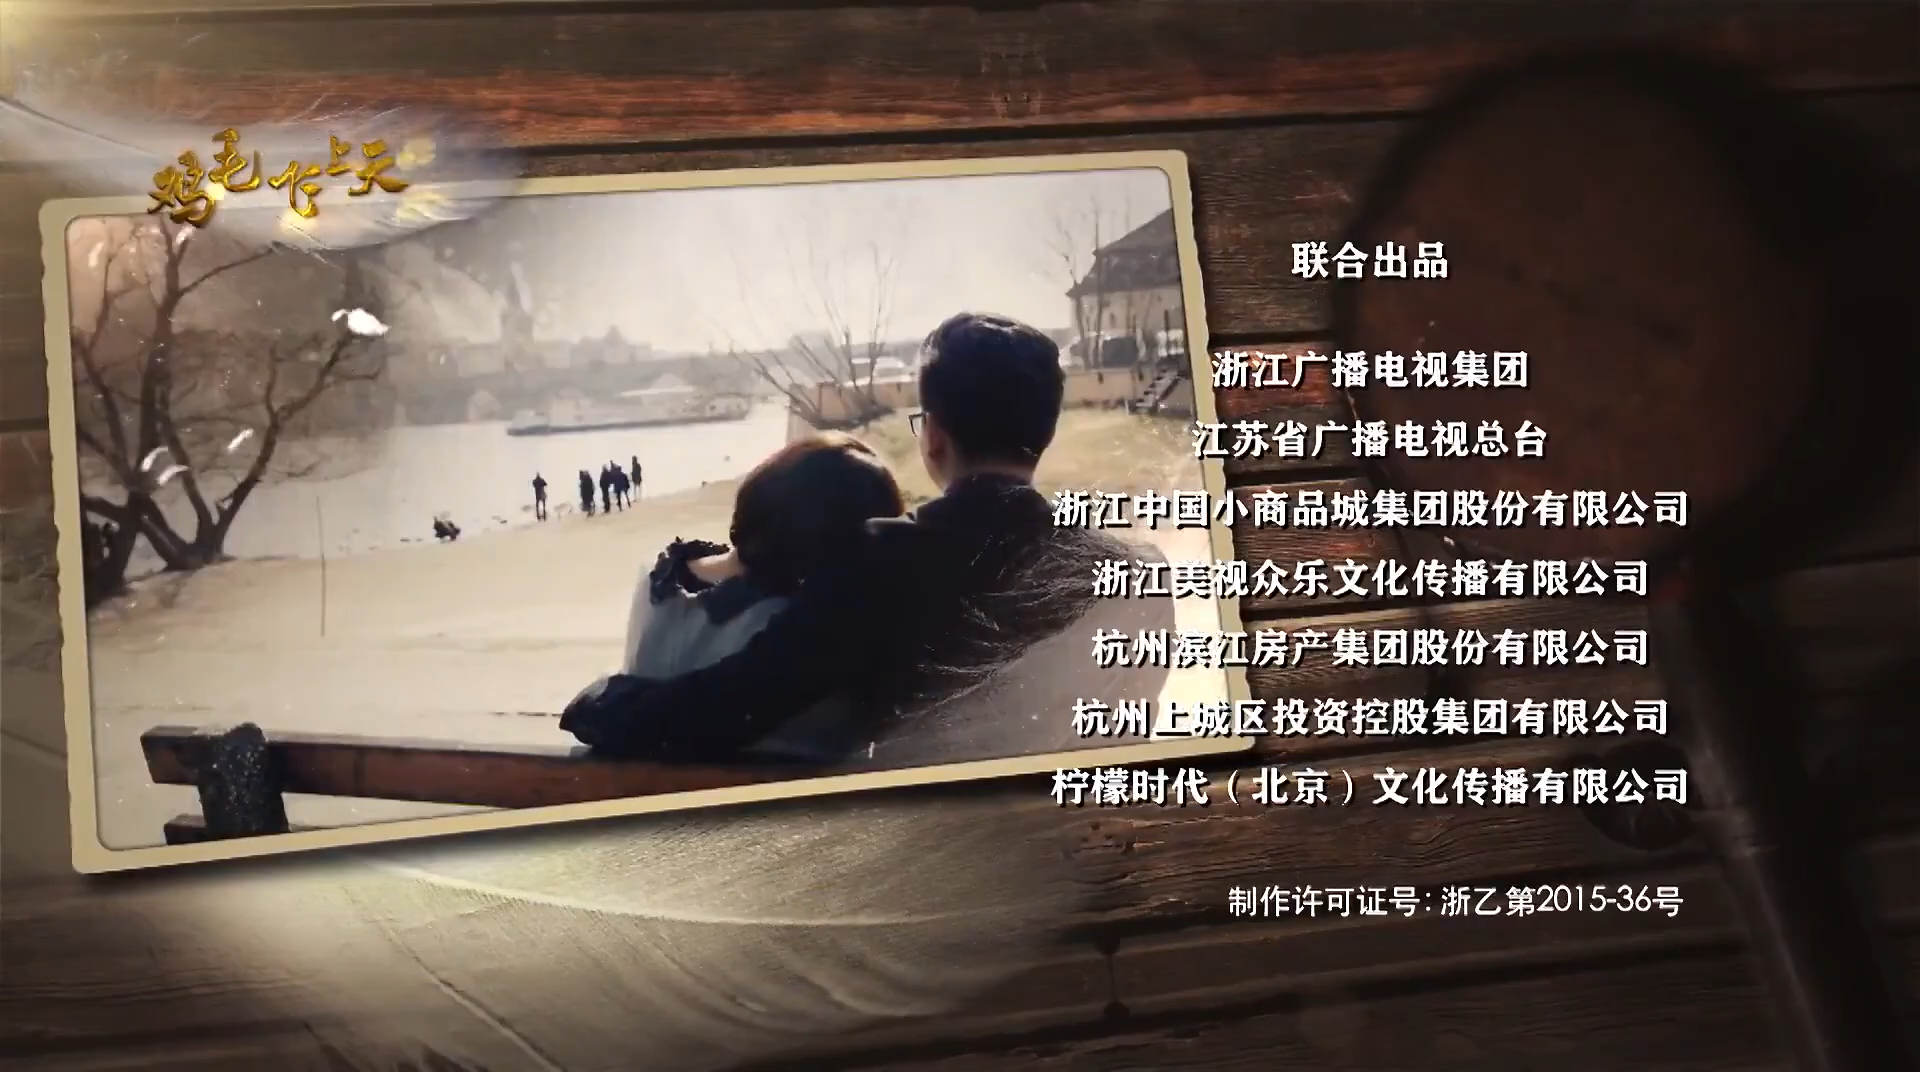 鸡毛飞上天
联合出品
浙江广播电视集团
江苏省广播电视总台
浙江中国小商品城集团股份有限公司
浙江美视众乐文化传播有限公司
杭州滨江房产集团股份有限公司
杭州上城区投资控股集团有限公司
柠檬时代（北京）文化传播有限公司
制作许可证号：浙乙第2015-36号